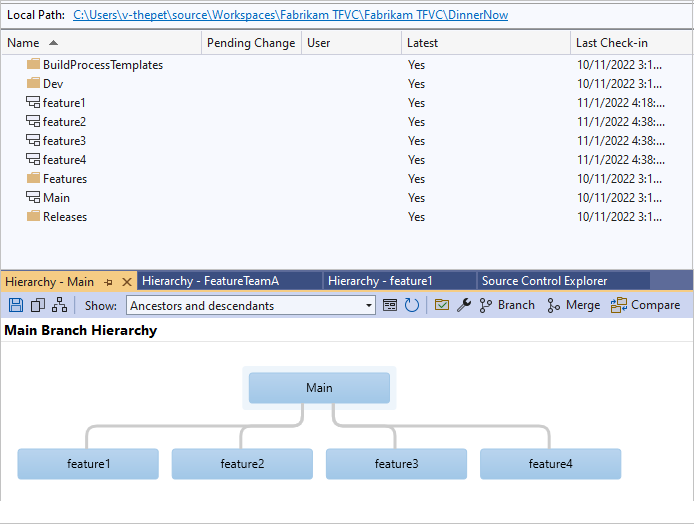 Local Path: C:\Users\v-thepet\source\Workspaces\Fabrikam TFVC\Fabrikam TFVC\DinnerNow
Name Pending Change User Latest Last Check-in
BuildProcessTemplates Yes 10/11/2022 3:1...
Dev Yes 10/11/2022 3:1...
feature1 Yes 11/1/2022 4:18:...
feature2 Yes 11/1/2022 4:38:...
feature3 Yes 11/1/2022 4:38:...
feature4 Yes 11/1/2022 4:38:...
Features Yes 10/11/2022 3:1...
Main Yes 10/11/2022 3:1...
Releases Yes 10/11/2022 3:1...
Hierarchy - Main Hierarchy - FeatureTeamA Hierarchy - feature1 Source Control Explorer
Show: Ancestors and descendants Branch Merge Compare
Main Branch Hierarchy
Main
feature1 feature2 feature3 feature4